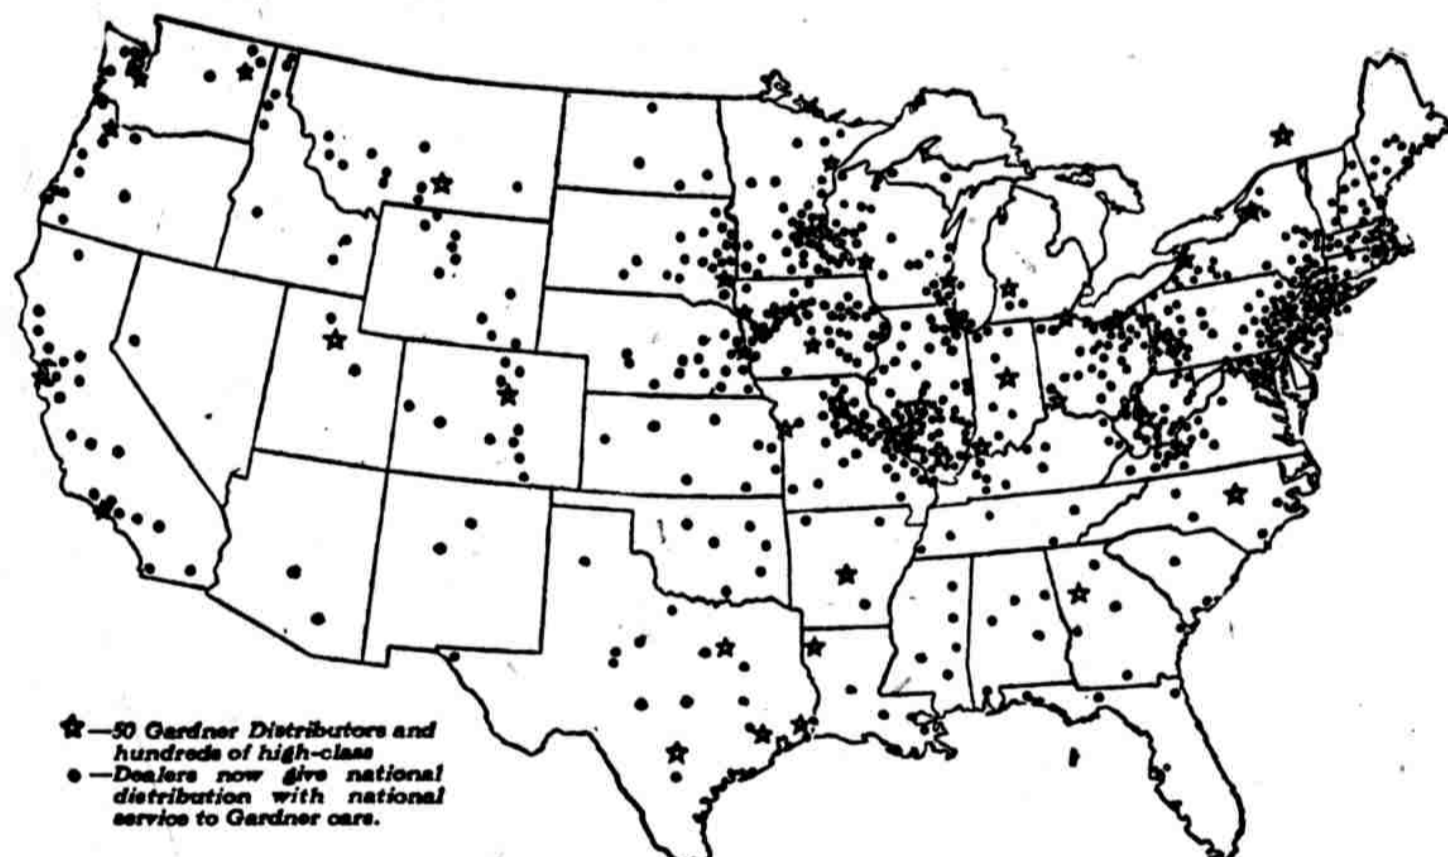 ☆—50 Gardner Distributors and
hundreds of high-class
●—Dealers now give national
distribution with national
service to Gardner cars.